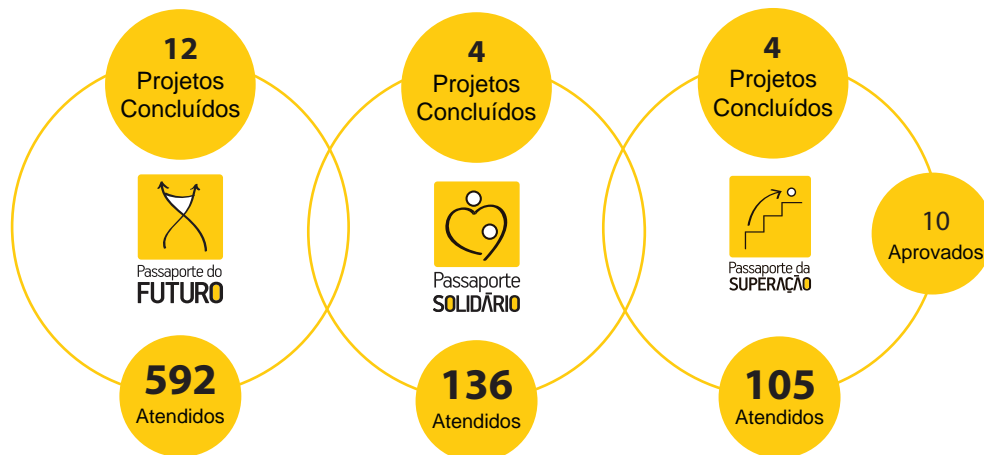 12
Projetos
Concluídos
Passaporte do
FUTURO
592
Atendidos
4
Projetos
Concluídos
Passaporte
SOLIDÁRIO
136
Atendidos
4
Projetos
Concluídos
Passaporte da
SUPERAÇÃO
10
Aprovados
105
Atendidos